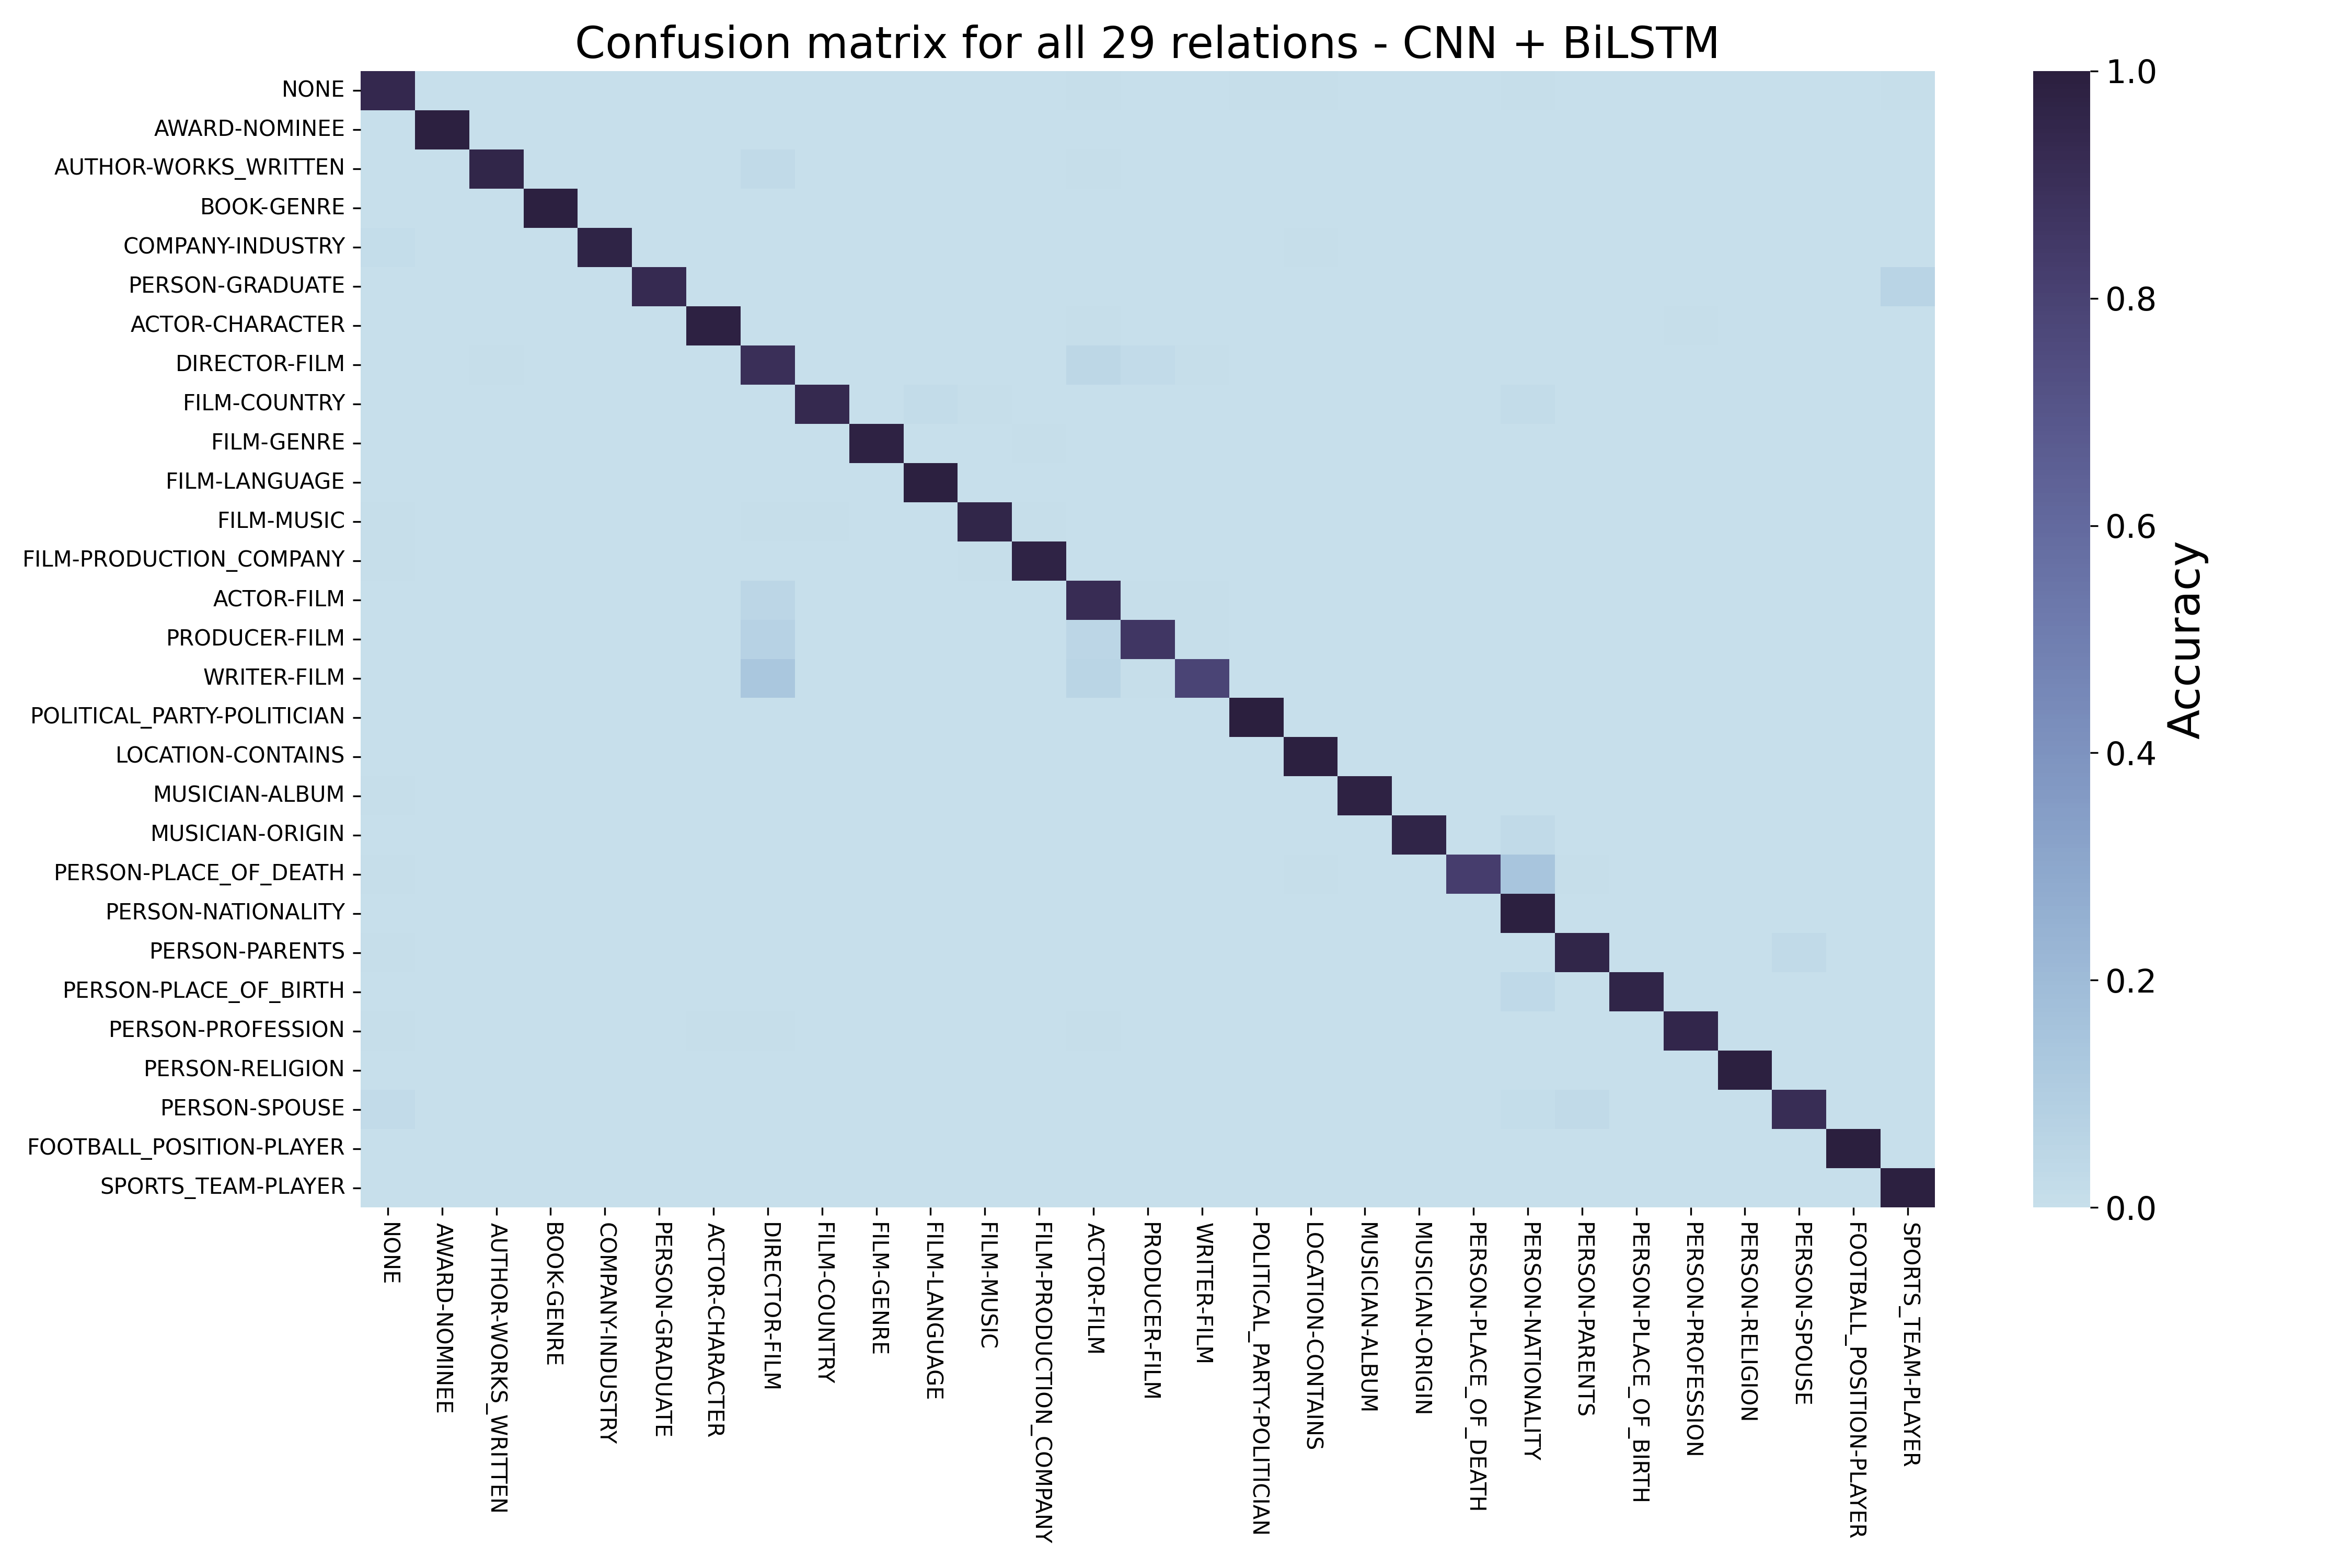 Confusion matrix for all 29 relations - CNN + BiLSTM
NONE
AWARD-NOMINEE
AUTHOR-WORKS_WRITTEN
BOOK-GENRE
COMPANY-INDUSTRY
PERSON-GRADUATE
ACTOR-CHARACTER
DIRECTOR-FILM
FILM-COUNTRY
FILM-GENRE
FILM-LANGUAGE
FILM-MUSIC
FILM-PRODUCTION_COMPANY
ACTOR-FILM
PRODUCER-FILM
WRITER-FILM
POLITICAL_PARTY-POLITICIAN
LOCATION-CONTAINS
MUSICIAN-ALBUM
MUSICIAN-ORIGIN
PERSON-PLACE_OF_DEATH
PERSON-NATIONALITY
PERSON-PARENTS
PERSON-PLACE_OF_BIRTH
PERSON-PROFESSION
PERSON-RELIGION
PERSON-SPOUSE
FOOTBALL_POSITION-PLAYER
SPORTS_TEAM-PLAYER
NONE
AWARD-NOMINEE
AUTHOR-WORKS_WRITTEN
BOOK-GENRE
COMPANY-INDUSTRY
PERSON-GRADUATE
ACTOR-CHARACTER
DIRECTOR-FILM
FILM-COUNTRY
FILM-GENRE
FILM-LANGUAGE
FILM-MUSIC
FILM-PRODUCTION_COMPANY
ACTOR-FILM
PRODUCER-FILM
WRITER-FILM
POLITICAL_PARTY-POLITICIAN
LOCATION-CONTAINS
MUSICIAN-ALBUM
MUSICIAN-ORIGIN
PERSON-PLACE_OF_DEATH
PERSON-NATIONALITY
PERSON-PARENTS
PERSON-PLACE_OF_BIRTH
PERSON-PROFESSION
PERSON-RELIGION
PERSON-SPOUSE
FOOTBALL_POSITION-PLAYER
SPORTS_TEAM-PLAYER
1.0
0.8
0.6
0.4
0.2
0.0
Accuracy